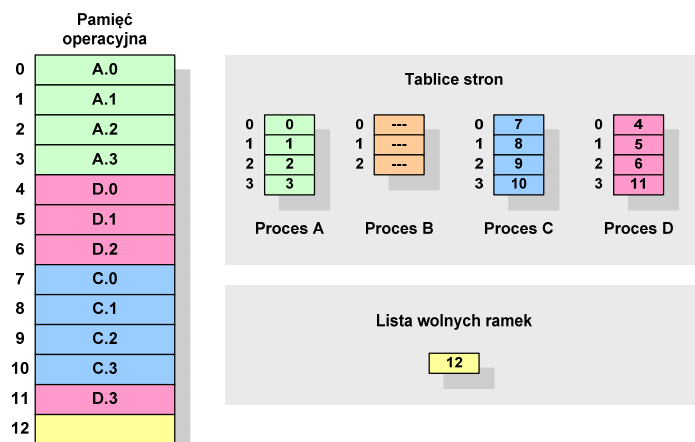 Pamięć
operacyjna
0 A.0
1 A.1
2 A.2
3 A.3
4 D.0
5 D.1
6 D.2
7 C.0
8 C.1
9 C.2
10 C.3
11 D.3
12
Tablice stron
0 0
1 1
2 2
3 3
Proces A
0 ---
1 ---
2 ---
Proces B
0 7
1 8
2 9
3 10
Proces C
0 4
1 5
2 6
3 11
Proces D
Lista wolnych ramek
12